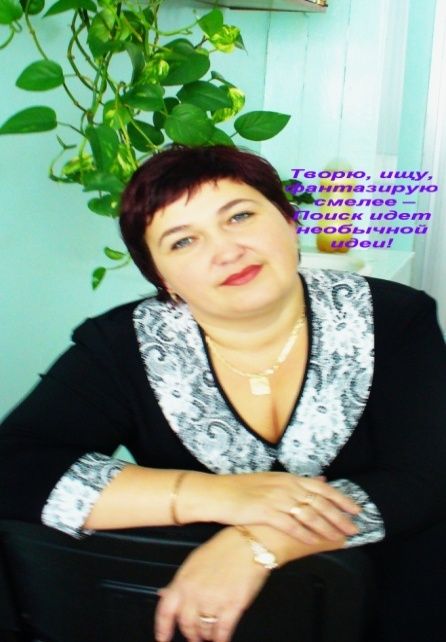 Творю, ищу,
фантазирую
смелее –
Поиск идет
необычной
идеи!